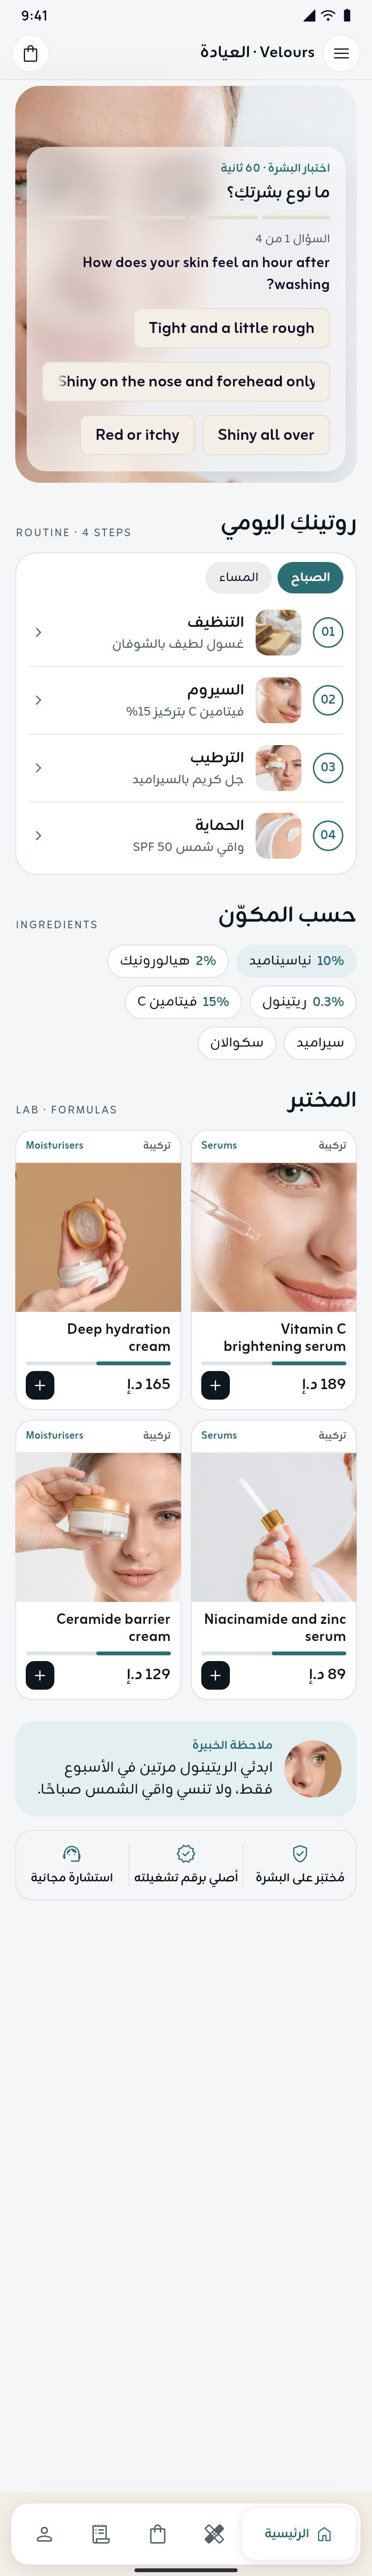 9:41
العيادة · Velours
اختبار البشرة · 60 ثانية
ما نوع بشرتكِ؟
السؤال 1 من 4
How does your skin feel an hour after
washing?
Tight and a little rough
Shiny on the nose and forehead only
Shiny all over
Red or itchy
روتينكِ اليومي
ROUTINE · 4 STEPS
الصباح
المساء
01
التنظيف
غسول لطيف بالشوفان
02
السيروم
فيتامين C بتركيز 15%
03
الترطيب
جل كريم بالسيراميد
04
الحماية
واقي شمس SPF 50
حسب المكوّن
INGREDIENTS
10% نياسيناميد
2% هيالورونيك
0.3% ريتينول
15% فيتامين C
سيراميد
سكوالان
المختبر
LAB · FORMULAS
تركيبة
Serums
Vitamin C
brightening serum
189 د.إ
تركيبة
Moisturisers
Deep hydration
cream
165 د.إ
تركيبة
Serums
Niacinamide and zinc
serum
89 د.إ
تركيبة
Moisturisers
Ceramide barrier
cream
129 د.إ
ملاحظة الخبيرة
ابدئي الريتينول مرتين في الأسبوع
فقط، ولا تنسي واقي الشمس صباحًا.
مُختبَر على البشرة
أصلي برقم تشغيلته
استشارة مجانية
الرئيسية